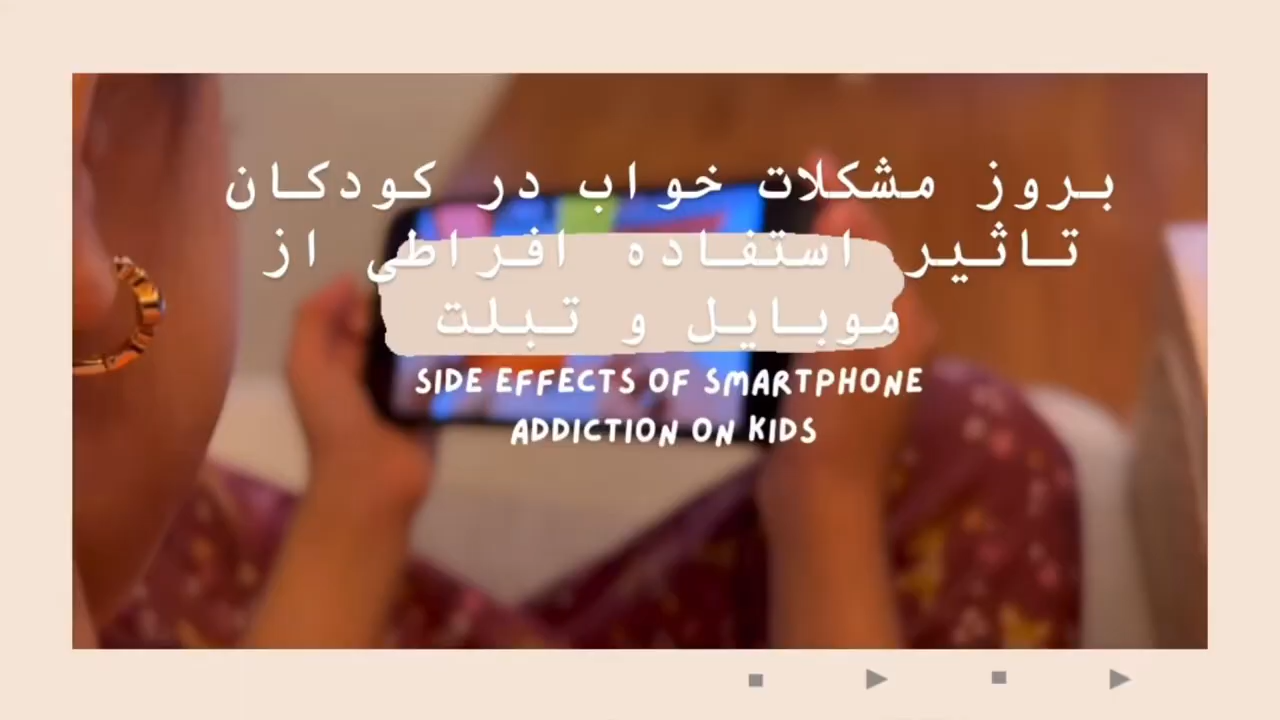 بروز مشکلات خواب در کودکان
تاثیر استفاده افراطی از
موبایل و تبلت
SIDE EFFECTS OF SMARTPHONE
ADDICTION ON KIDS